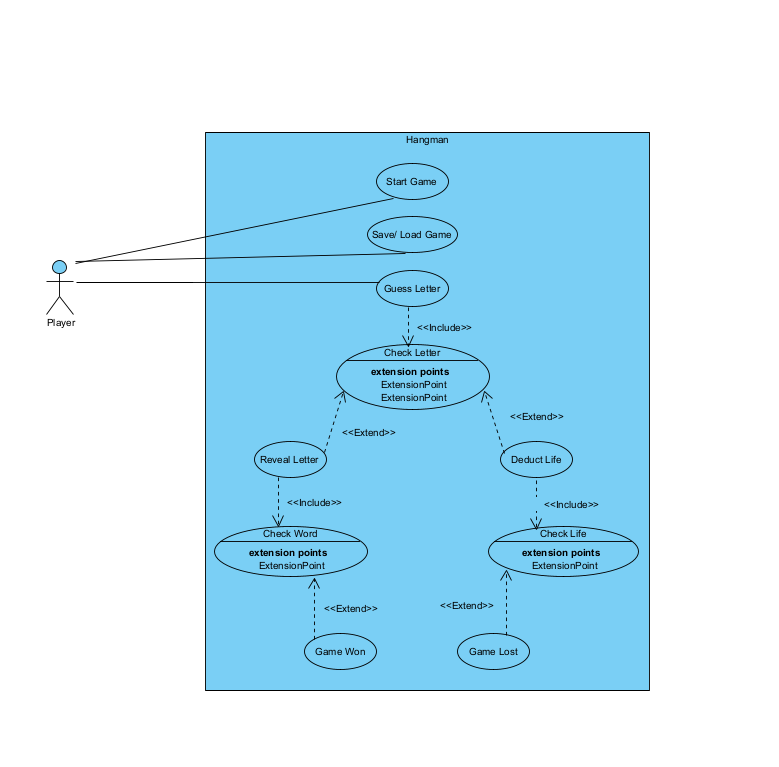 Hangman
Start Game
Save/ Load Game
Guess Letter
Player
<<Include>>
Check Letter
extension points
ExtensionPoint
ExtensionPoint
<<Extend>>
<<Extend>>
Reveal Letter
Deduct Life
<<Include>>
<<Include>>
Check Word
extension points
ExtensionPoint
Check Life
extension points
ExtensionPoint
<<Extend>>
<<Extend>>
Game Won
Game Lost